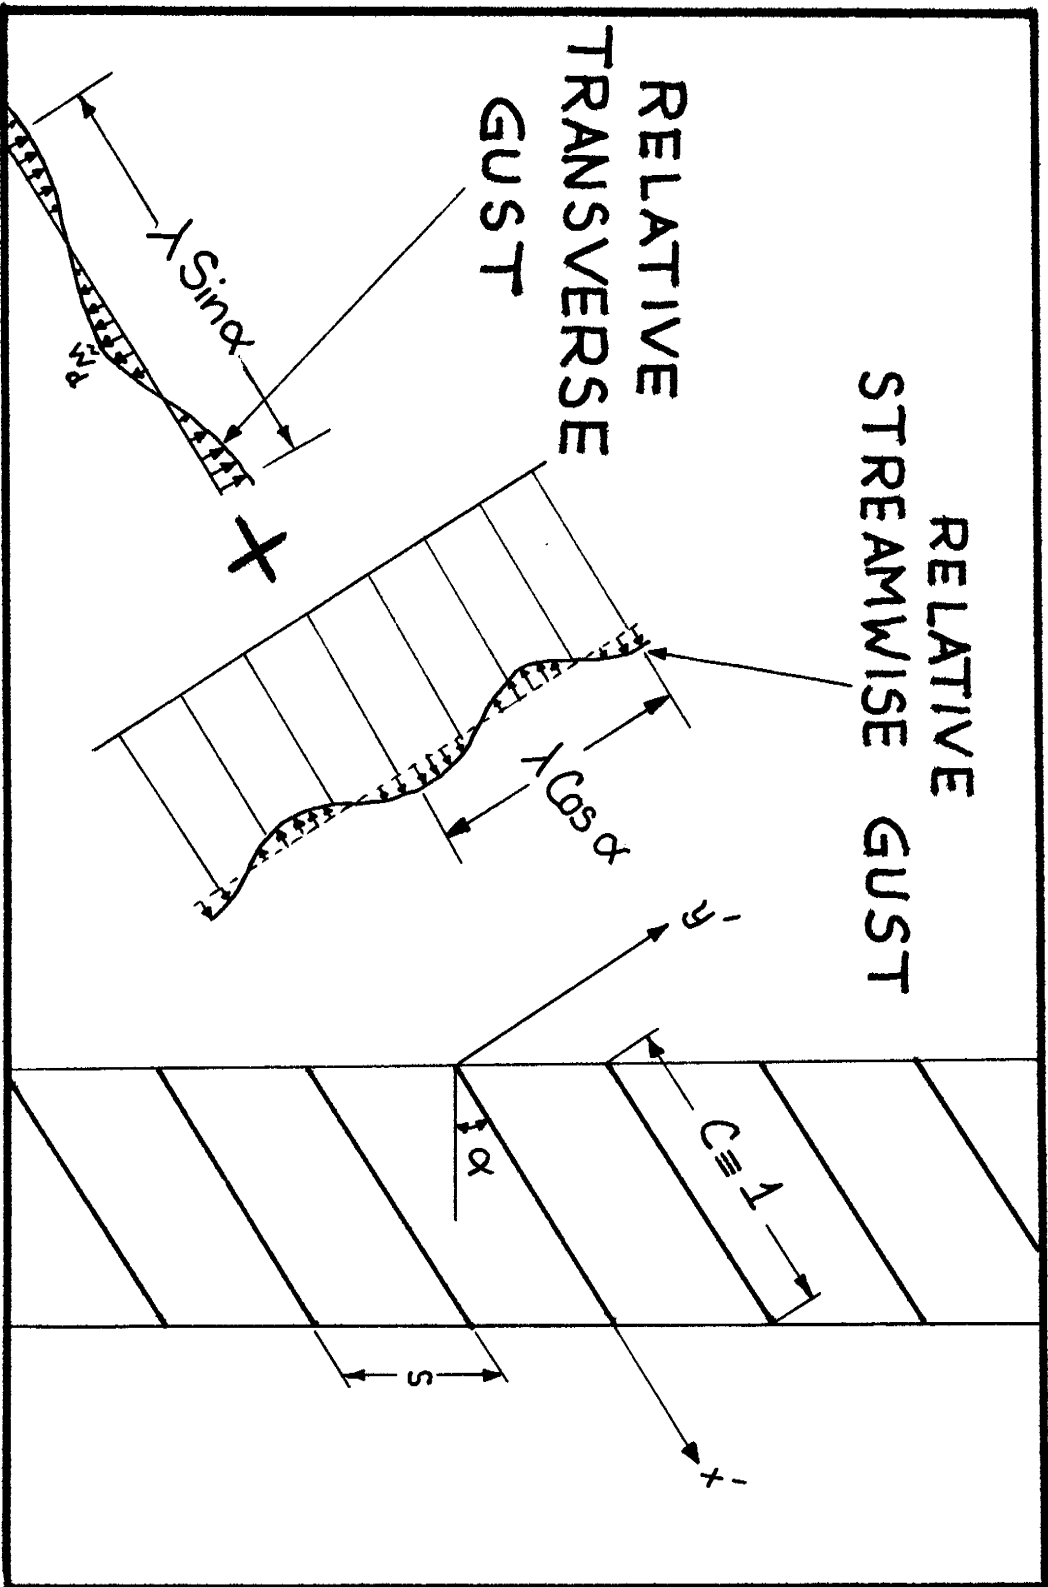 RELATIVE
STREAMWISE GUST
RELATIVE
TRANSVERSE
GUST
λ Sin α
λ Cos α
y'
C≡1
α
s
x'